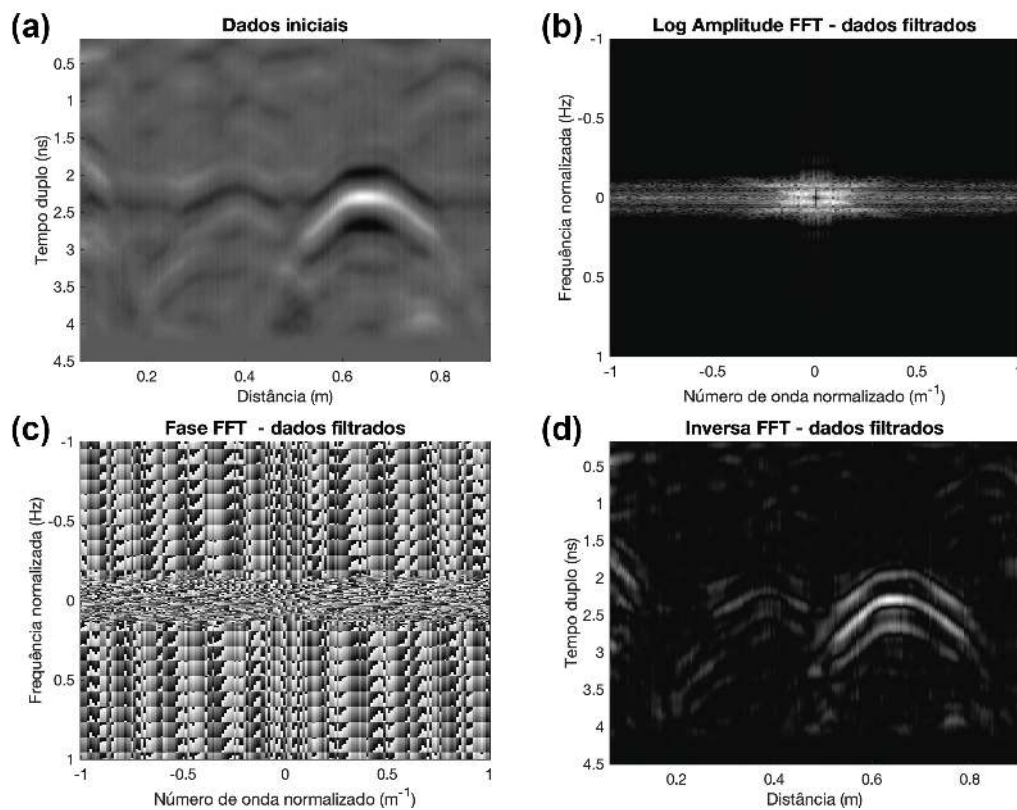 (a)
Dados iniciais
0.5
1
1.5
2
2.5
3
3.5
4
4.5
Tempo duplo (ns)
0.2
0.4
0.6
0.8
Distância (m)
(b)
Log Amplitude FFT - dados filtrados
-1
-0.5
0
0.5
1
Frequência normalizada (Hz)
-1
-0.5
0
0.5
1
Número de onda normalizado (m-1)
(c)
Fase FFT - dados filtrados
-1
-0.5
0
0.5
1
Frequência normalizada (Hz)
-1
-0.5
0
0.5
1
Número de onda normalizado (m-1)
(d)
Inversa FFT - dados filtrados
0.5
1
1.5
2
2.5
3
3.5
4
4.5
Tempo duplo (ns)
0.2
0.4
0.6
0.8
Distância (m)